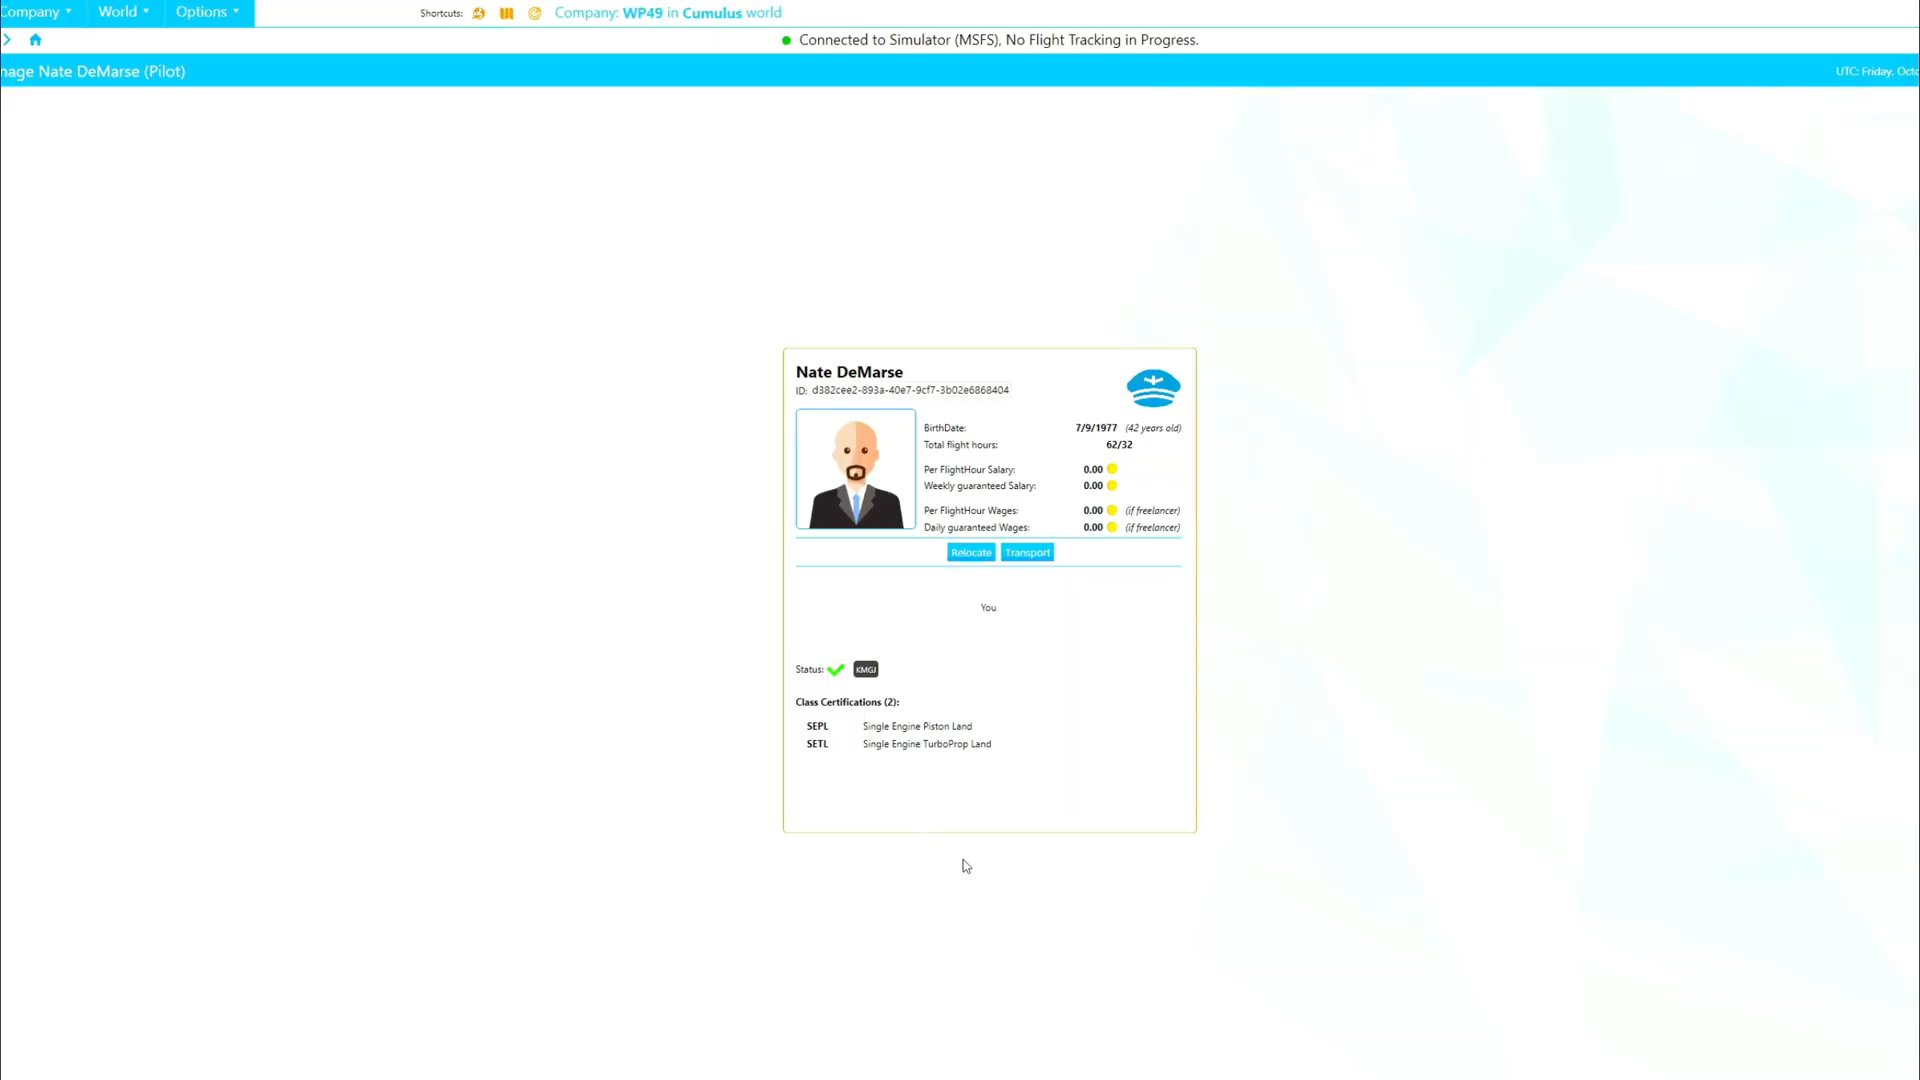 Company World Options Shortcuts: Company: WP49 in Cumulus world
Connected to Simulator (MSFS), No Flight Tracking in Progress.
nage Nate DeMarse (Pilot) UTC: Friday, Octo
Nate DeMarse
ID: d382cee2-893a-40e7-9cf7-3b02e6868404
BirthDate: 7/9/1977 (42 years old)
Total flight hours: 62/32
Per FlightHour Salary: 0.00
Weekly guaranteed Salary: 0.00
Per FlightHour Wages: 0.00 (if freelancer)
Daily guaranteed Wages: 0.00 (if freelancer)
Relocate Transport
You
Status: KMGJ
Class Certifications (2):
SEPL Single Engine Piston Land
SETL Single Engine TurboProp Land